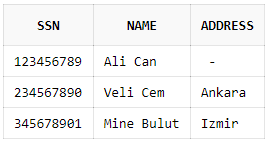 SSN NAME ADDRESS
123456789 Ali Can -
234567890 Veli Cem Ankara
345678901 Mine Bulut Izmir